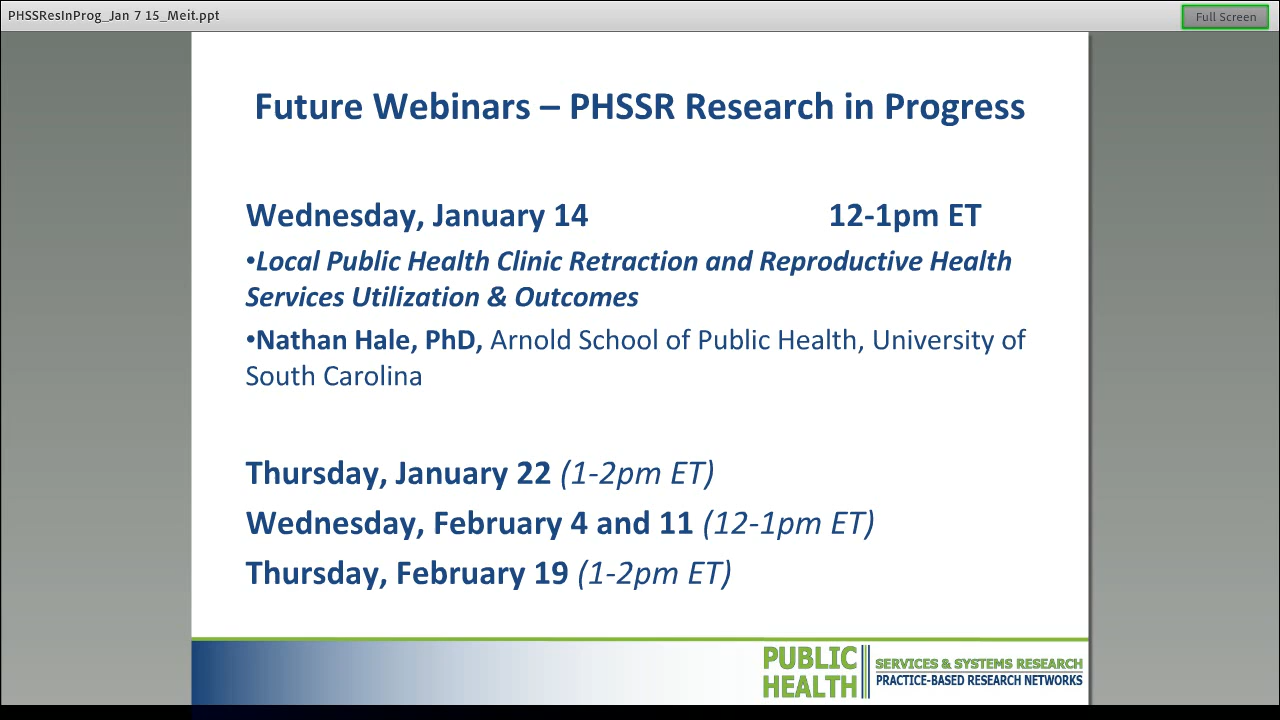 PHSSResInProg_Jan 7 15_Meit.ppt
Full Screen
Future Webinars – PHSSR Research in Progress
Wednesday, January 14 12-1pm ET
•Local Public Health Clinic Retraction and Reproductive Health
Services Utilization & Outcomes
•Nathan Hale, PhD, Arnold School of Public Health, University of
South Carolina
Thursday, January 22 (1-2pm ET)
Wednesday, February 4 and 11 (12-1pm ET)
Thursday, February 19 (1-2pm ET)
PUBLIC
HEALTH
SERVICES & SYSTEMS RESEARCH
PRACTICE-BASED RESEARCH NETWORKS